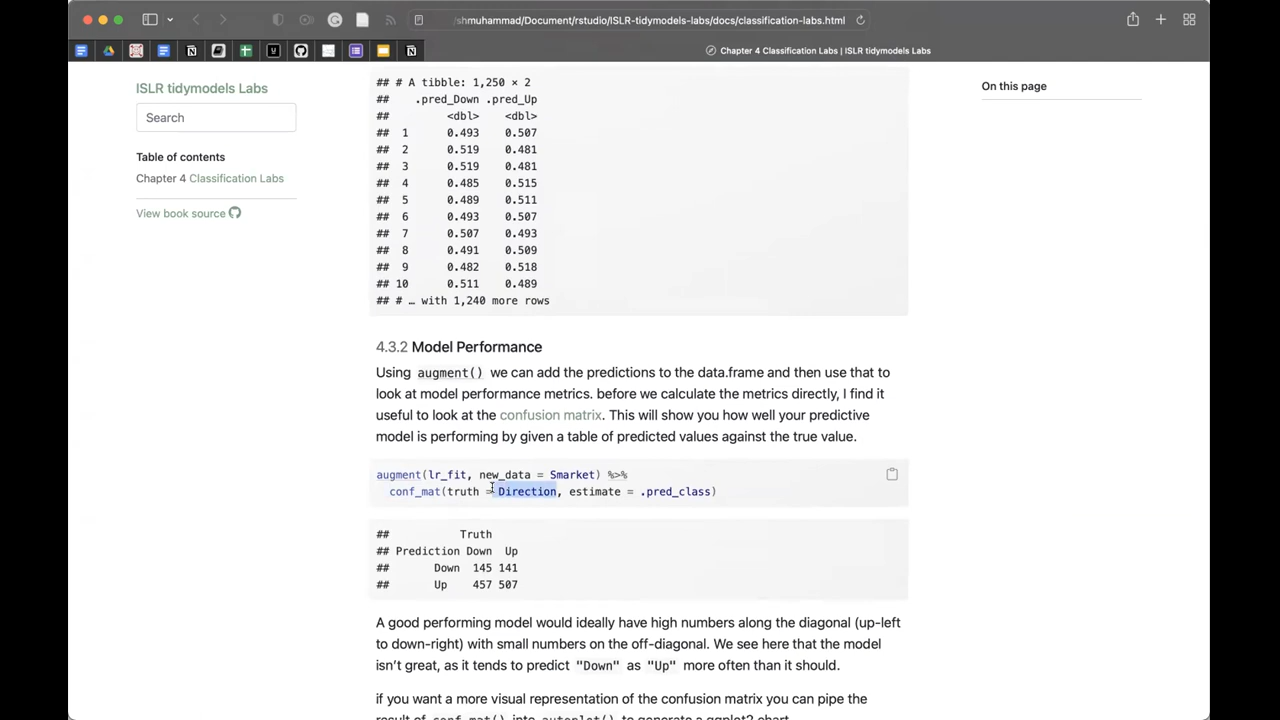 /shmuhammad/Document/rstudio/ISLR-tidymodels-labs/docs/classification-labs.html
Chapter 4 Classification Labs | ISLR tidymodels Labs
ISLR tidymodels Labs
Search
Table of contents
Chapter 4 Classification Labs
View book source
## # A tibble: 1,250 × 2
##    .pred_Down .pred_Up
##         <dbl>    <dbl>
##  1      0.493    0.507
##  2      0.519    0.481
##  3      0.519    0.481
##  4      0.485    0.515
##  5      0.489    0.511
##  6      0.493    0.507
##  7      0.507    0.493
##  8      0.491    0.509
##  9      0.482    0.518
## 10      0.511    0.489
## # … with 1,240 more rows
4.3.2 Model Performance
Using augment() we can add the predictions to the data.frame and then use that to
look at model performance metrics. before we calculate the metrics directly, I find it
useful to look at the confusion matrix. This will show you how well your predictive
model is performing by given a table of predicted values against the true value.
augment(lr_fit, new_data = Smarket) %>%
  conf_mat(truth = Direction, estimate = .pred_class)
##           Truth
## Prediction Down  Up
##       Down  145 141
##       Up    457 507
A good performing model would ideally have high numbers along the diagonal (up-left
to down-right) with small numbers on the off-diagonal. We see here that the model
isn't great, as it tends to predict "Down" as "Up" more often than it should.
if you want a more visual representation of the confusion matrix you can pipe the
result of conf_mat() into autoplot() to generate a ggplot2 chart.
On this page